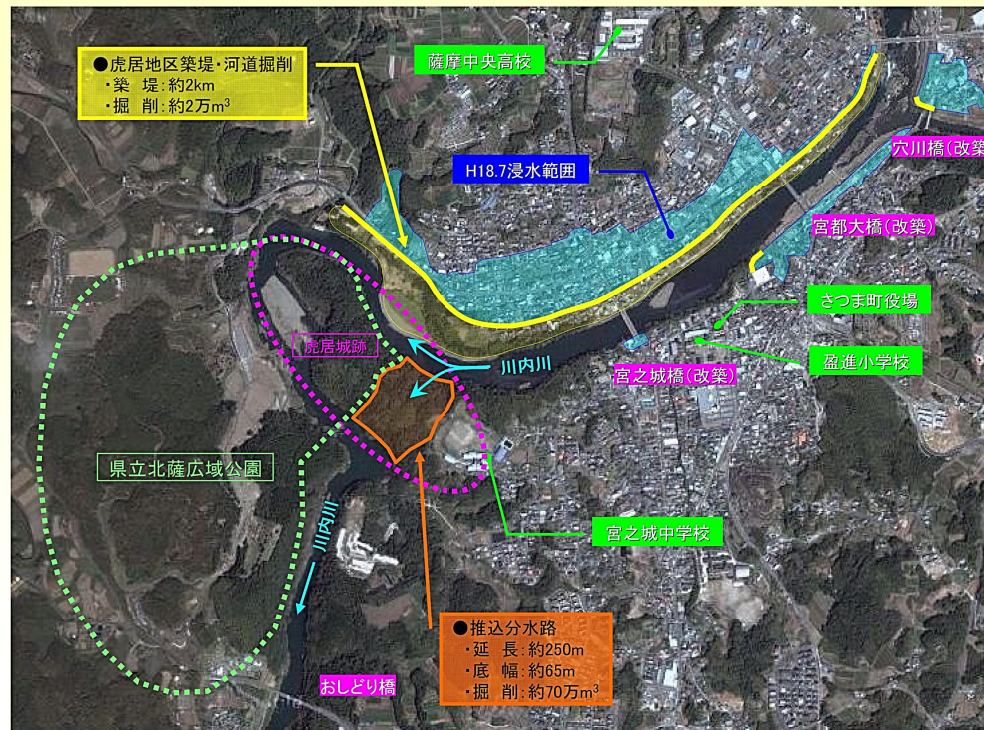 ●虎居地区築堤・河道掘削
・築　堤：約2km
・掘　削：約2万m³
薩摩中央高校
H18.7浸水範囲
穴川橋(改築)
宮都大橋(改築)
さつま町役場
盈進小学校
宮之城橋(改築)
虎居城跡
川内川
県立北薩広域公園
川内川
宮之城中学校
●推込分水路
・延　長：約250m
・底　幅：約65m
・掘　削：約70万m³
おしどり橋